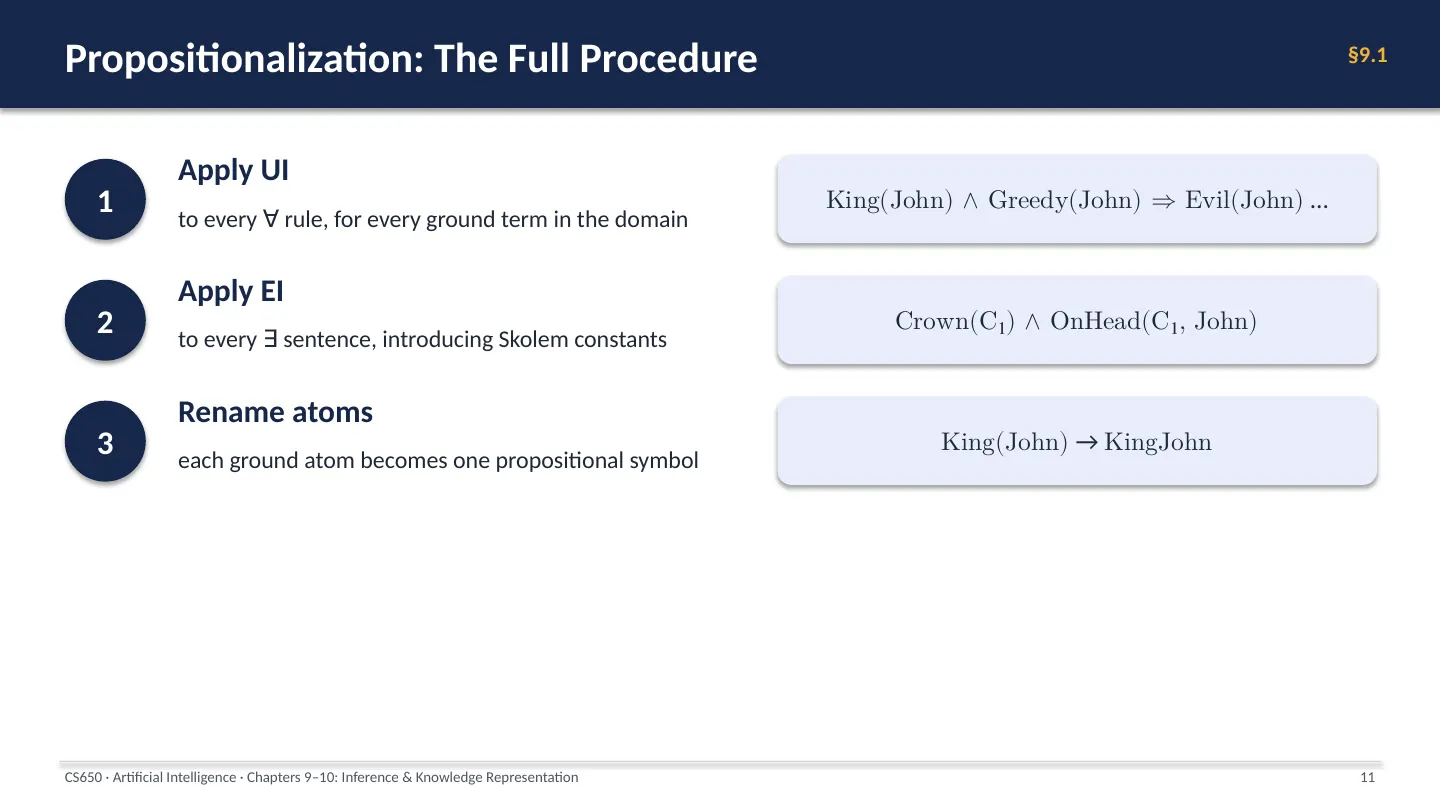 Propositionalization: The Full Procedure
§9.1
1
Apply UI
to every ∀ rule, for every ground term in the domain
King(John) ∧ Greedy(John) ⇒ Evil(John) ...
2
Apply EI
to every ∃ sentence, introducing Skolem constants
Crown(C₁) ∧ OnHead(C₁, John)
3
Rename atoms
each ground atom becomes one propositional symbol
King(John) → KingJohn
CS650 · Artificial Intelligence · Chapters 9–10: Inference & Knowledge Representation
11